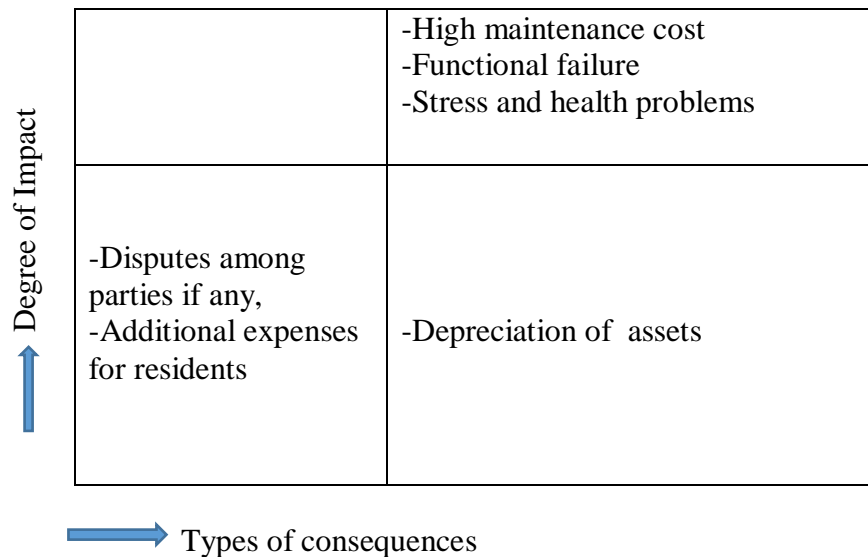 -High maintenance cost
-Functional failure
-Stress and health problems
Degree of Impact
-Disputes among
parties if any,
-Additional expenses
for residents
-Depreciation of  assets
Types of consequences